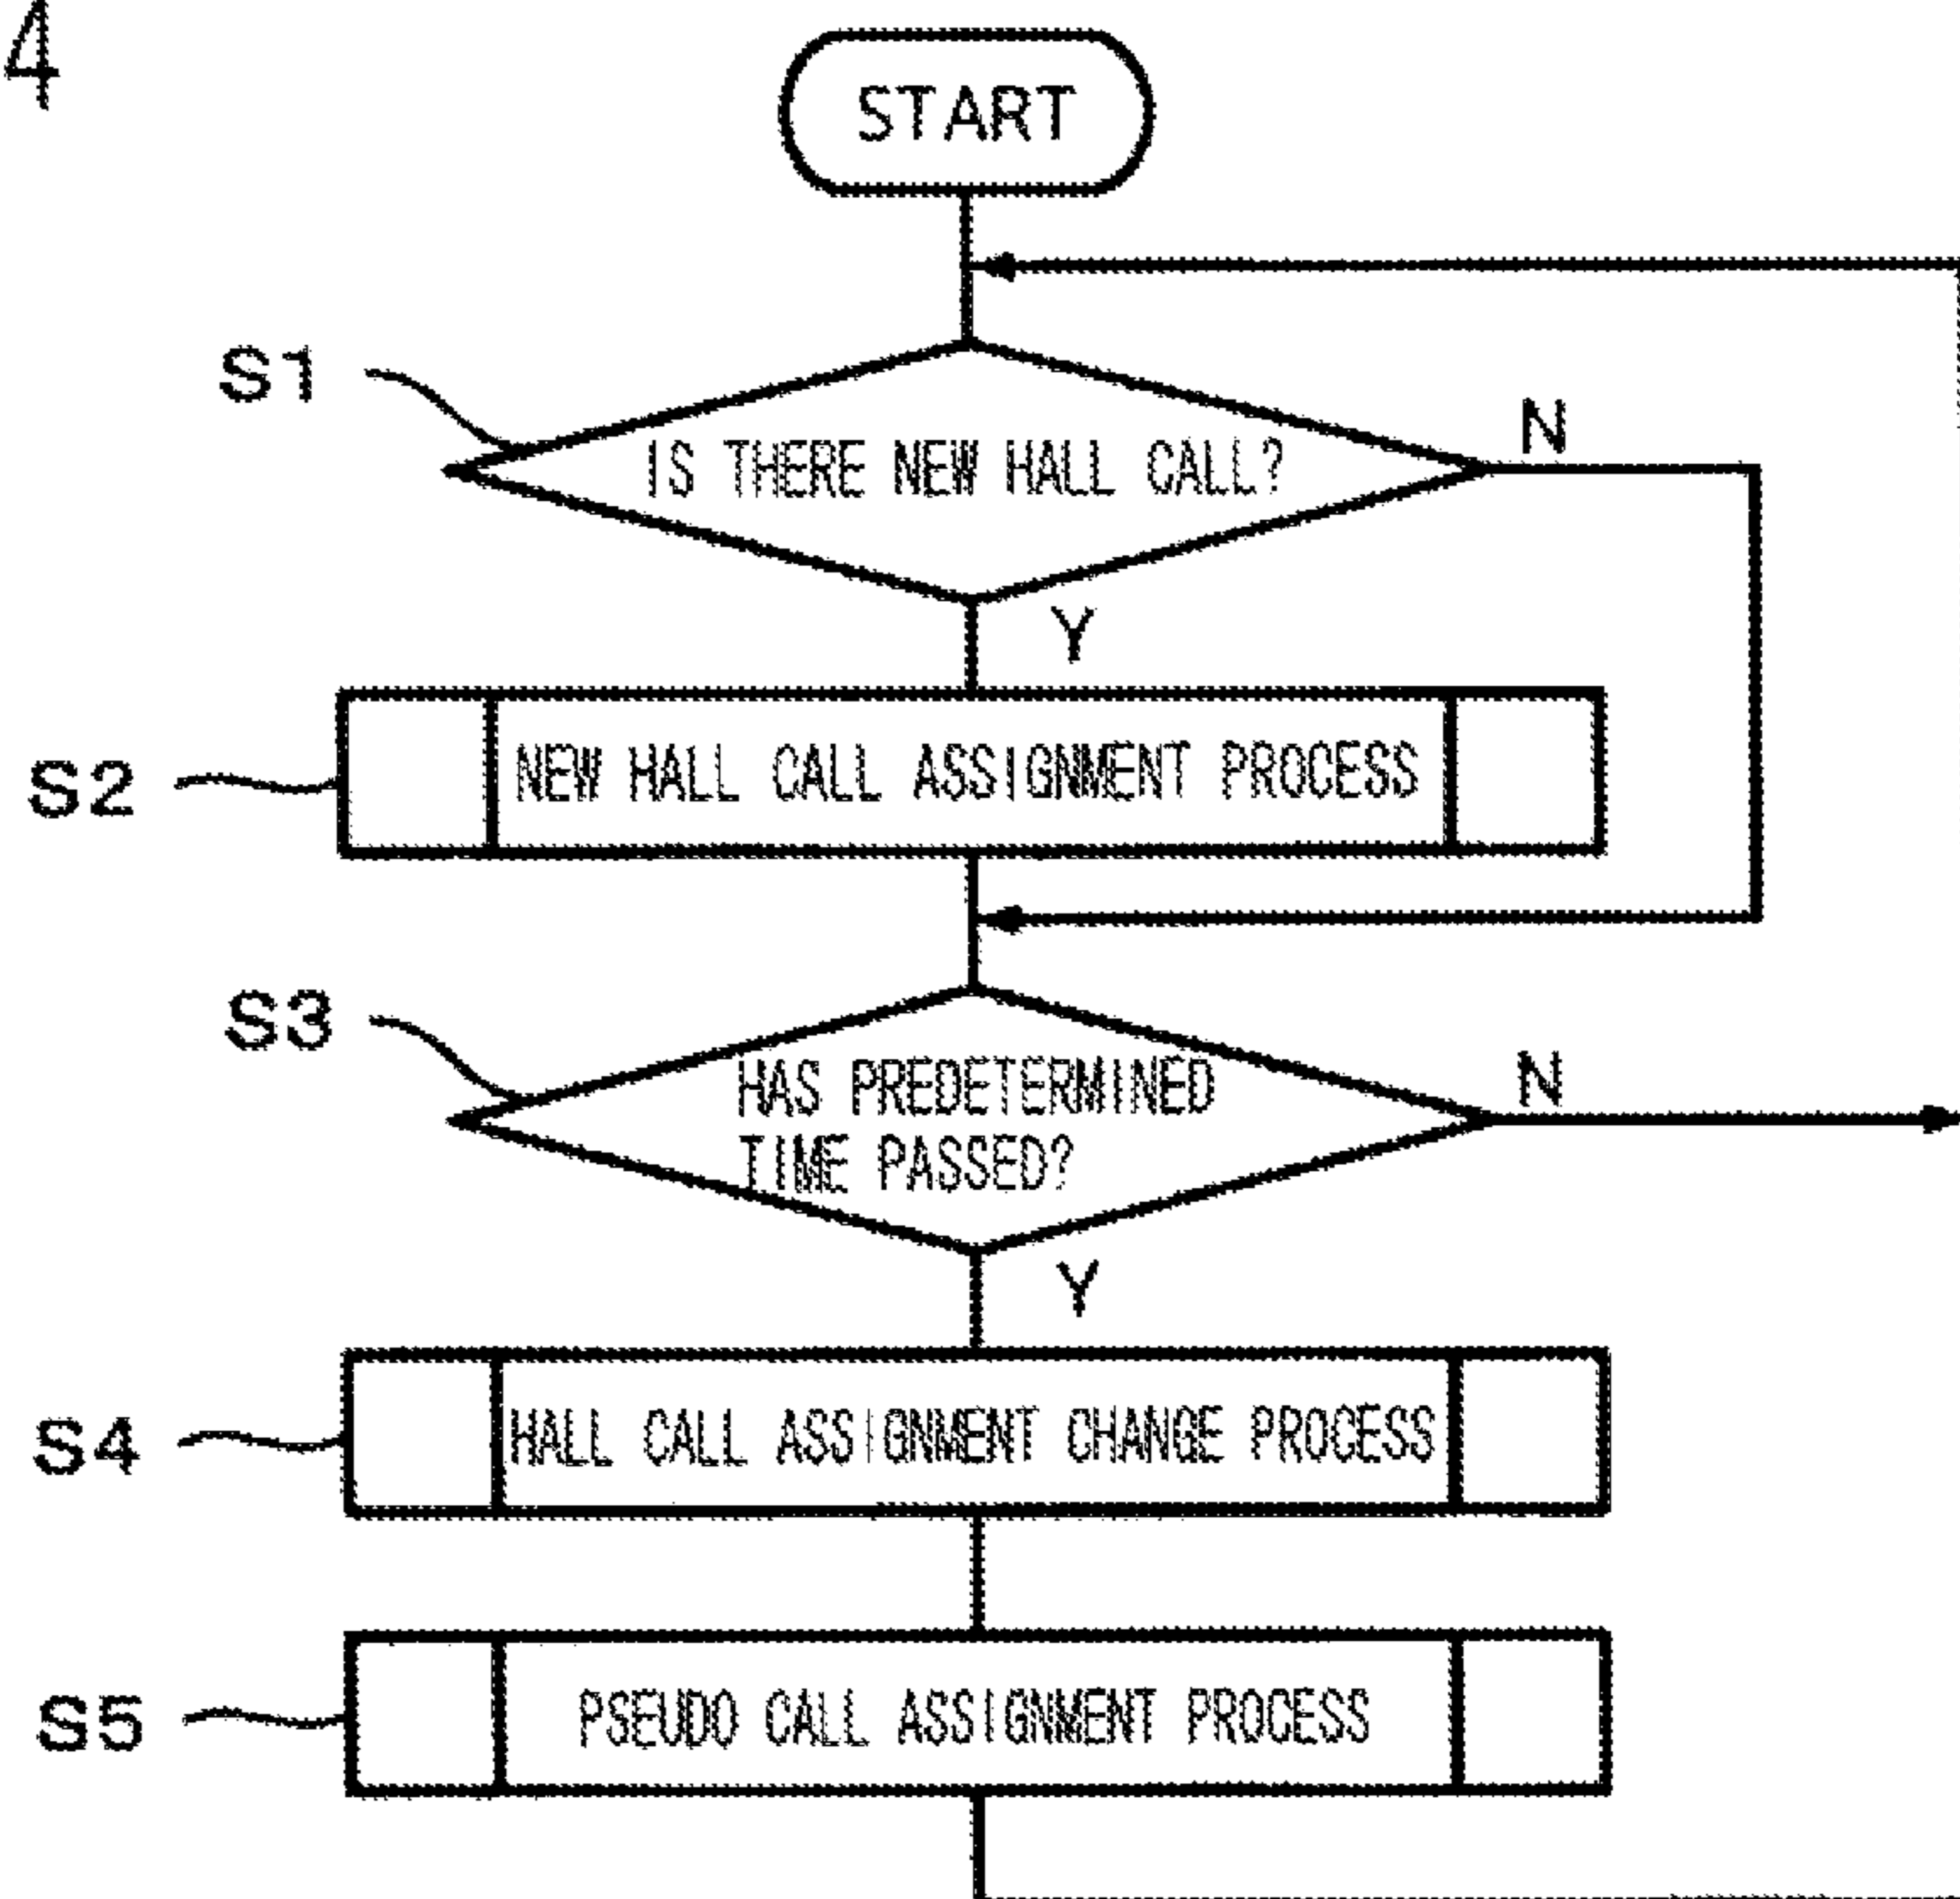 4
START
S1
IS THERE NEW HALL CALL?
N
Y
S2
NEW HALL CALL ASSIGNMENT PROCESS
S3
HAS PREDETERMINED
TIME PASSED?
N
Y
S4
HALL CALL ASSIGNMENT CHANGE PROCESS
S5
PSEUDO CALL ASSIGNMENT PROCESS